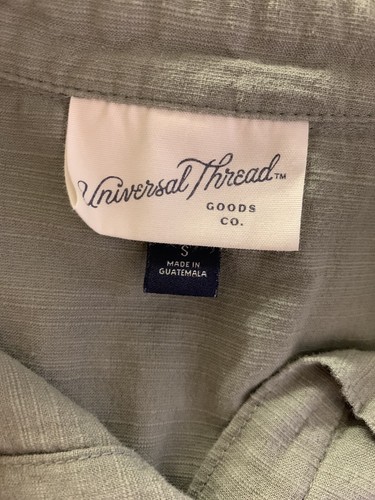 Universal Thread™
GOODS
CO.
S
MADE IN
GUATEMALA